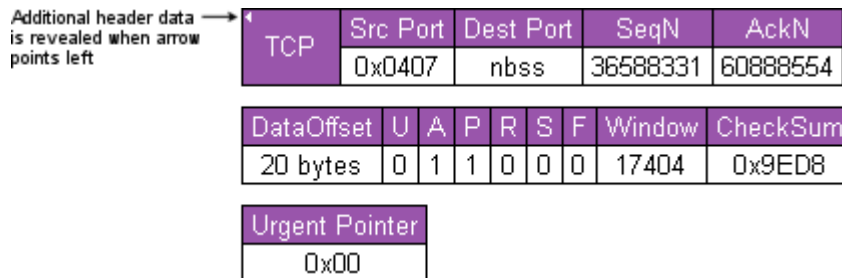 Additional header data
is revealed when arrow
points left
TCP Src Port Dest Port SeqN AckN
0x0407 nbss 36588331 60888554
DataOffset U A P R S F Window CheckSum
20 bytes 0 1 1 0 0 0 17404 0x9ED8
Urgent Pointer
0x00